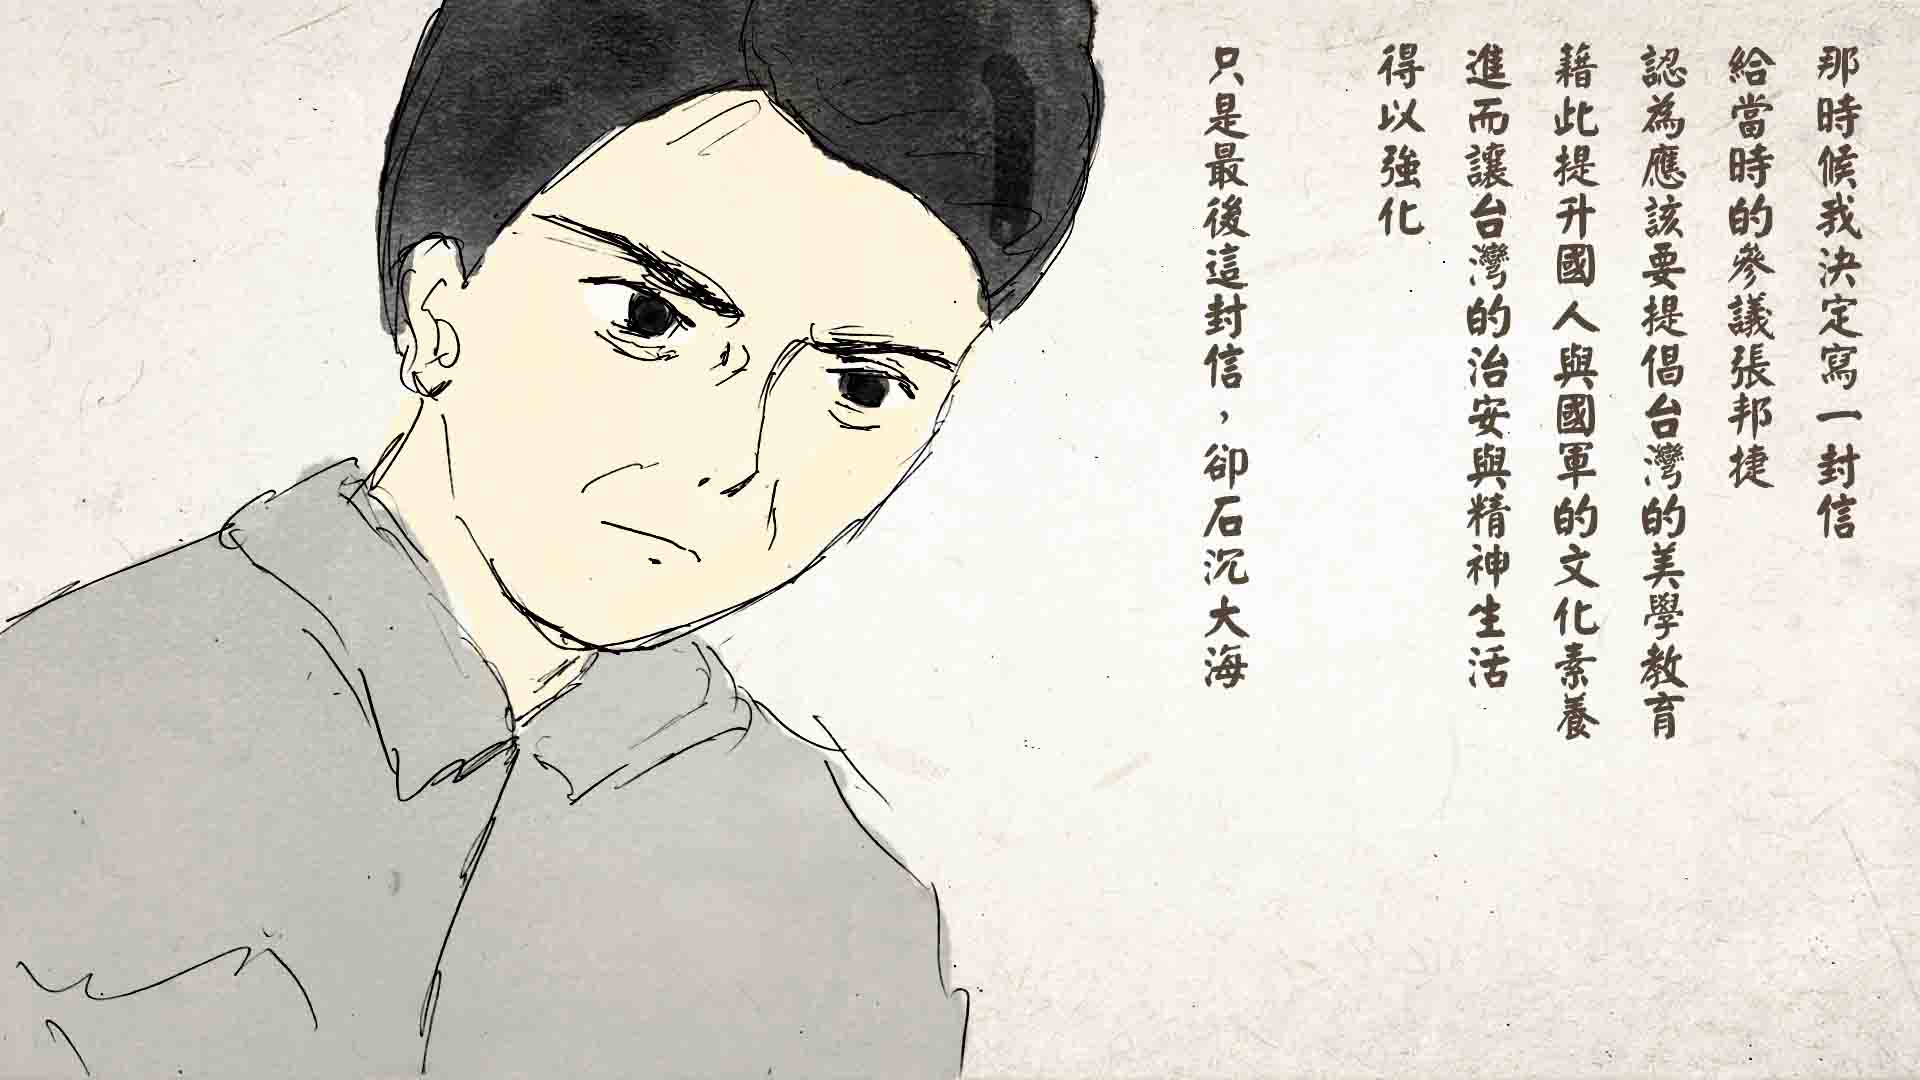 那時候我決定寫一封信
給當時的參議張邦捷
認為應該要提倡台灣的美學教育
藉此提升國人與國軍的文化素養
進而讓台灣的治安與精神生活
得以強化
只是最後這封信，卻石沉大海